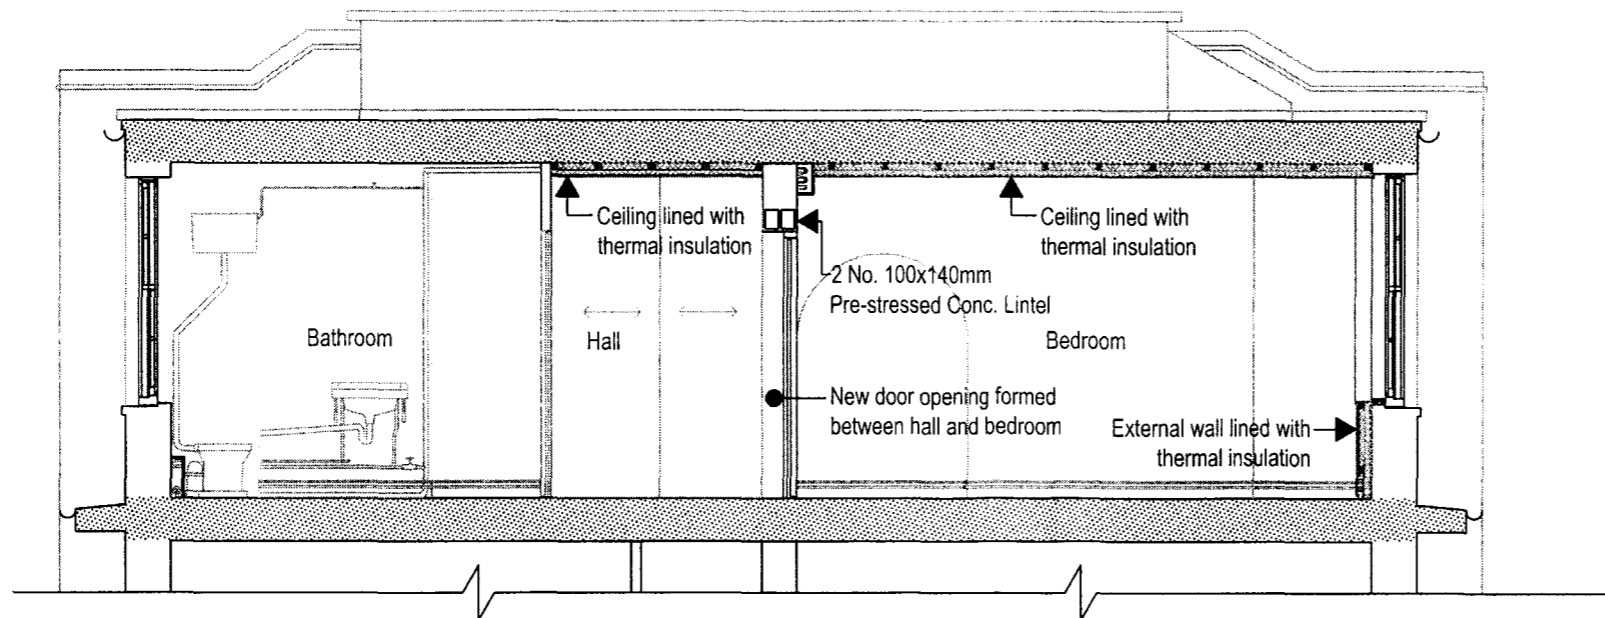 Ceiling lined with
thermal insulation
Ceiling lined with
thermal insulation
2 No. 100x140mm
Pre-stressed Conc. Lintel
Bathroom
Hall
Bedroom
New door opening formed
between hall and bedroom
External wall lined with
thermal insulation